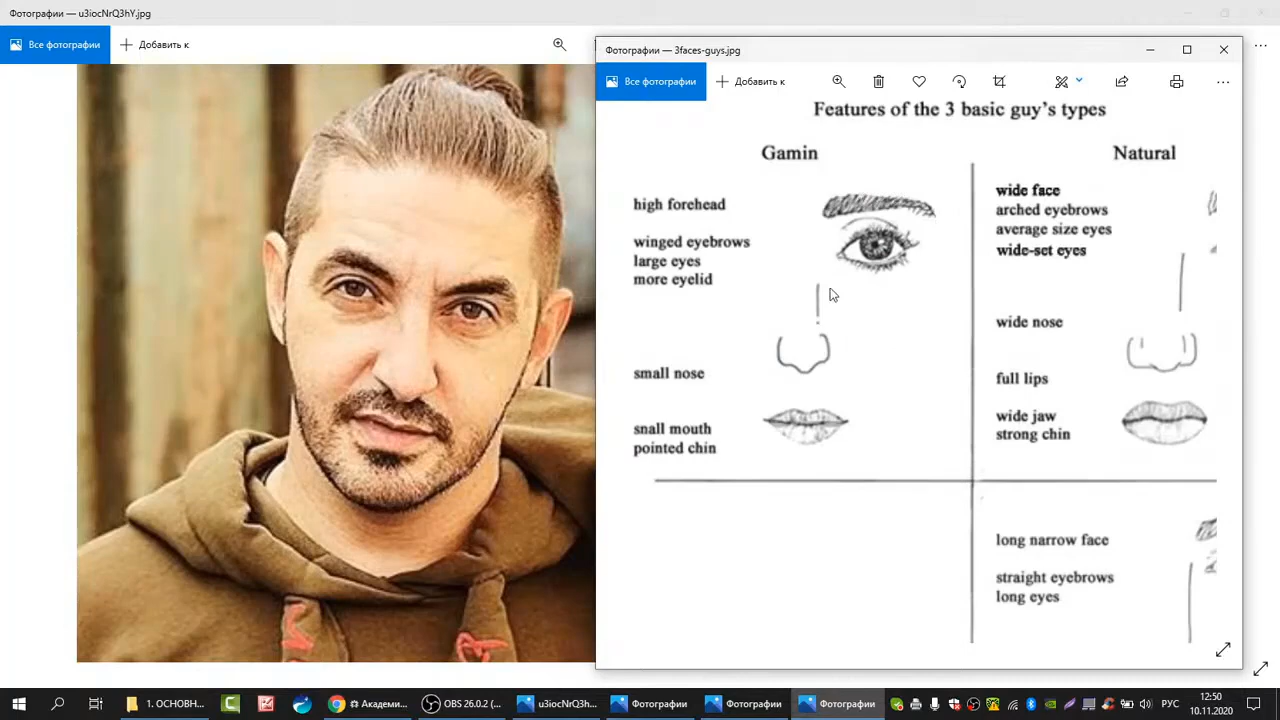 Фотографии — u3iocNrQ3hY.jpg
Все фотографии
Добавить к
Фотографии — 3faces-guys.jpg
Все фотографии
Добавить к
Features of the 3 basic guy's types
Gamin
high forehead
winged eyebrows
large eyes
more eyelid
small nose
snall mouth
pointed chin
Natural
wide face
arched eyebrows
average size eyes
wide-set eyes
wide nose
full lips
wide jaw
strong chin
long narrow face
straight eyebrows
long eyes
1. ОСНОВН...
# Академи...
OBS 26.0.2 (...
u3iocNrQ3h...
Фотографии
Фотографии
Фотографии
РУС
12:50
10.11.2020